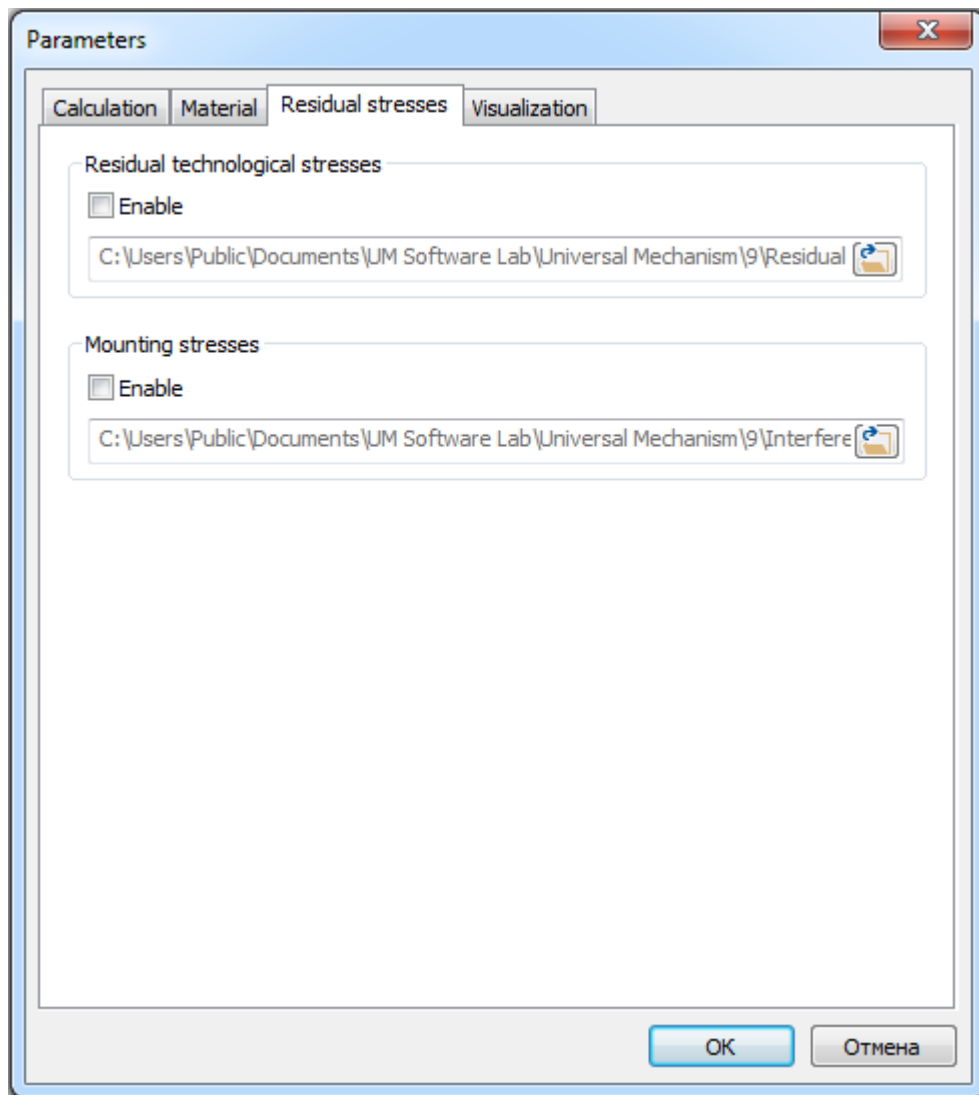 Parameters
Calculation Material Residual stresses Visualization
Residual technological stresses
Enable
C:\Users\Public\Documents\UM Software Lab\Universal Mechanism\9\Residual
Mounting stresses
Enable
C:\Users\Public\Documents\UM Software Lab\Universal Mechanism\9\Interfere
OK Отмена